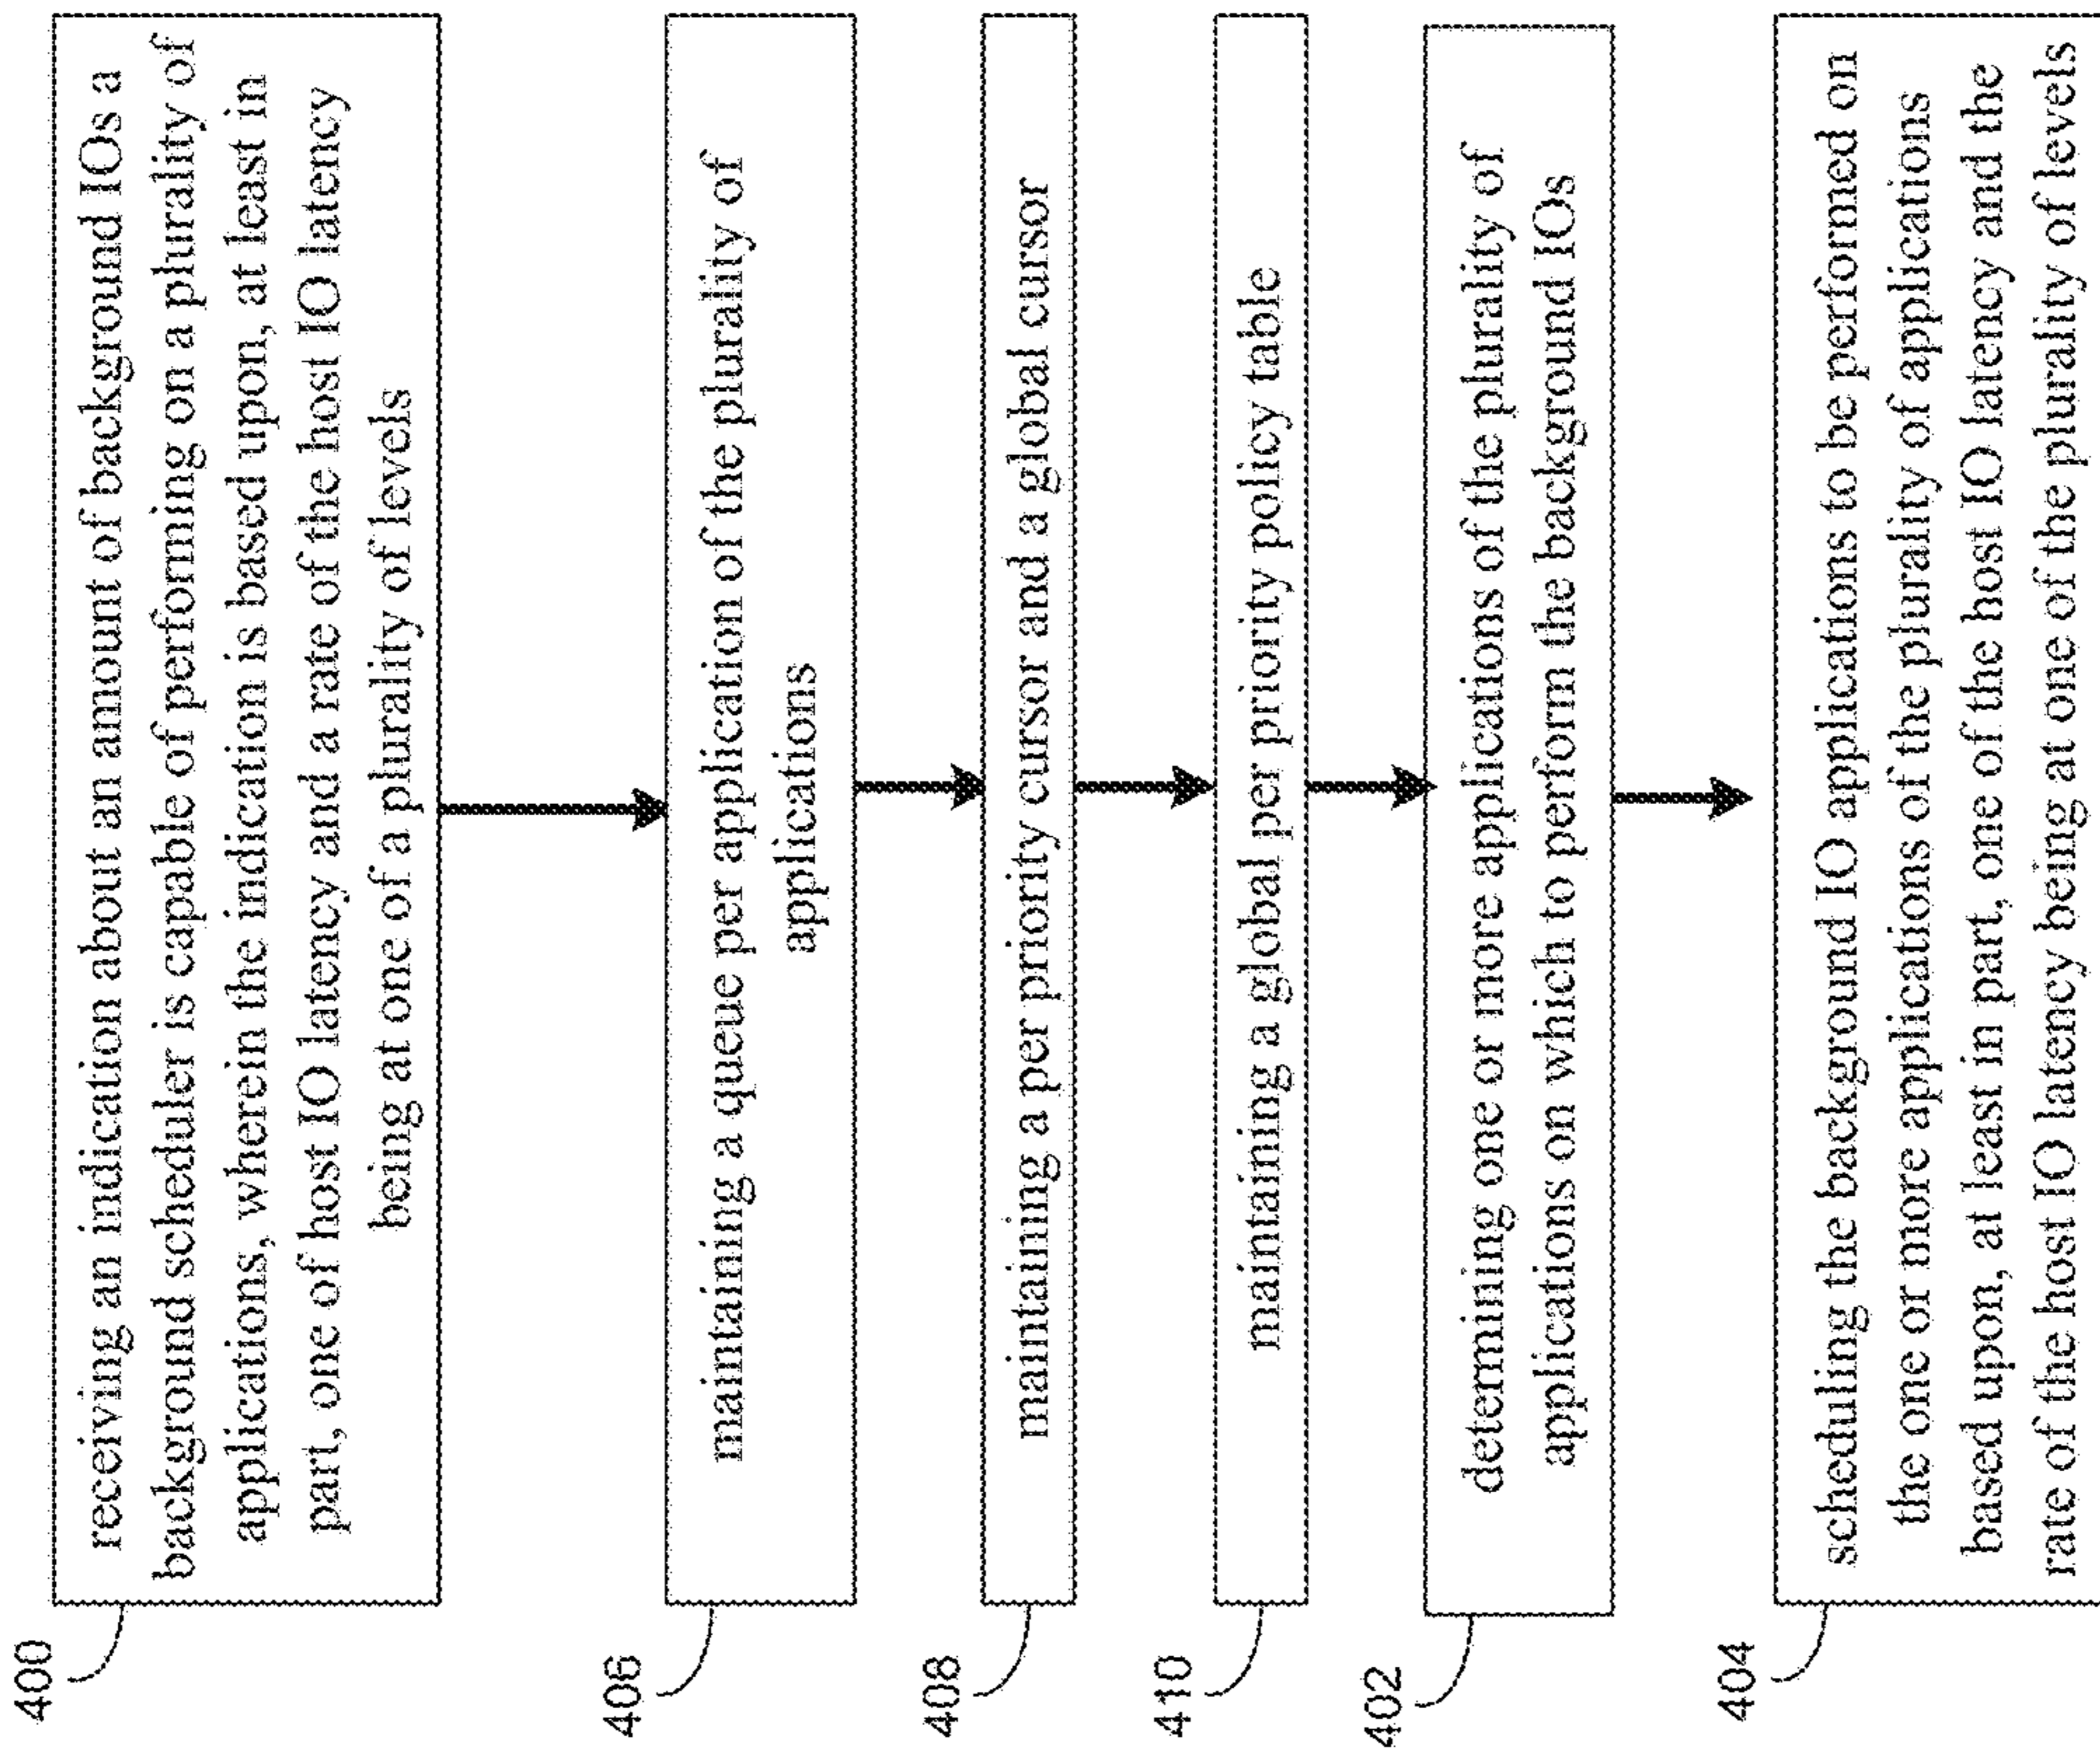 400
receiving an indication about an amount of background IOs a
background scheduler is capable of performing on a plurality of
applications, wherein the indication is based upon, at least in
part, one of host IO latency and a rate of the host IO latency
being at one of a plurality of levels
406
maintaining a queue per application of the plurality of
applications
408
maintaining a per priority cursor and a global cursor
410
maintaining a global per priority policy table
402
determining one or more applications of the plurality of
applications on which to perform the background IOs
404
scheduling the background IO applications to be performed on
the one or more applications of the plurality of applications
based upon, at least in part, one of the host IO latency and the
rate of the host IO latency being at one of the plurality of levels